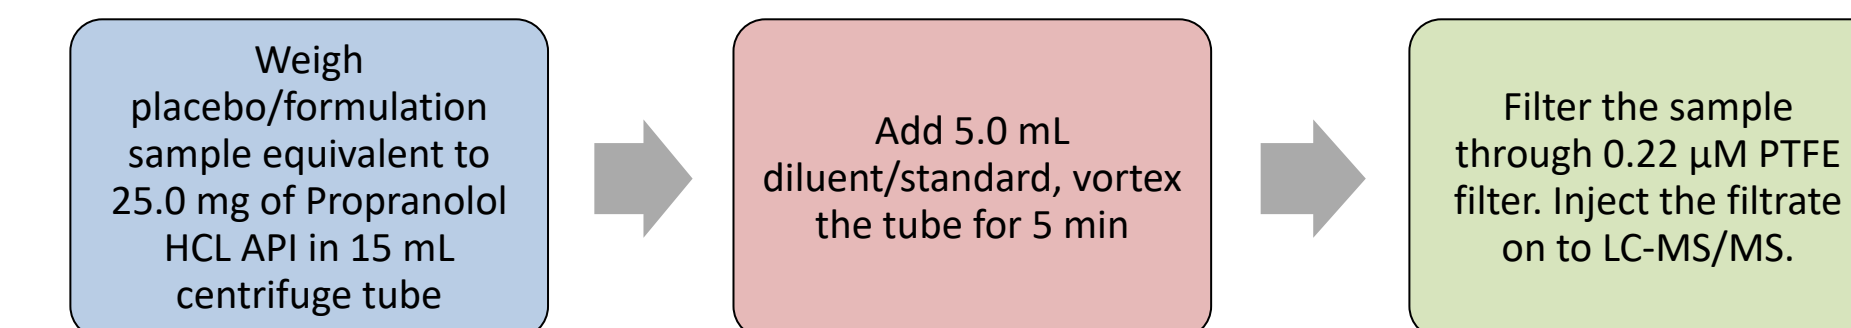 Weigh
placebo/formulation
sample equivalent to
25.0 mg of Propranolol
HCL API in 15 mL
centrifuge tube
Add 5.0 mL
diluent/standard, vortex
the tube for 5 min
Filter the sample
through 0.22 µM PTFE
filter. Inject the filtrate
on to LC-MS/MS.